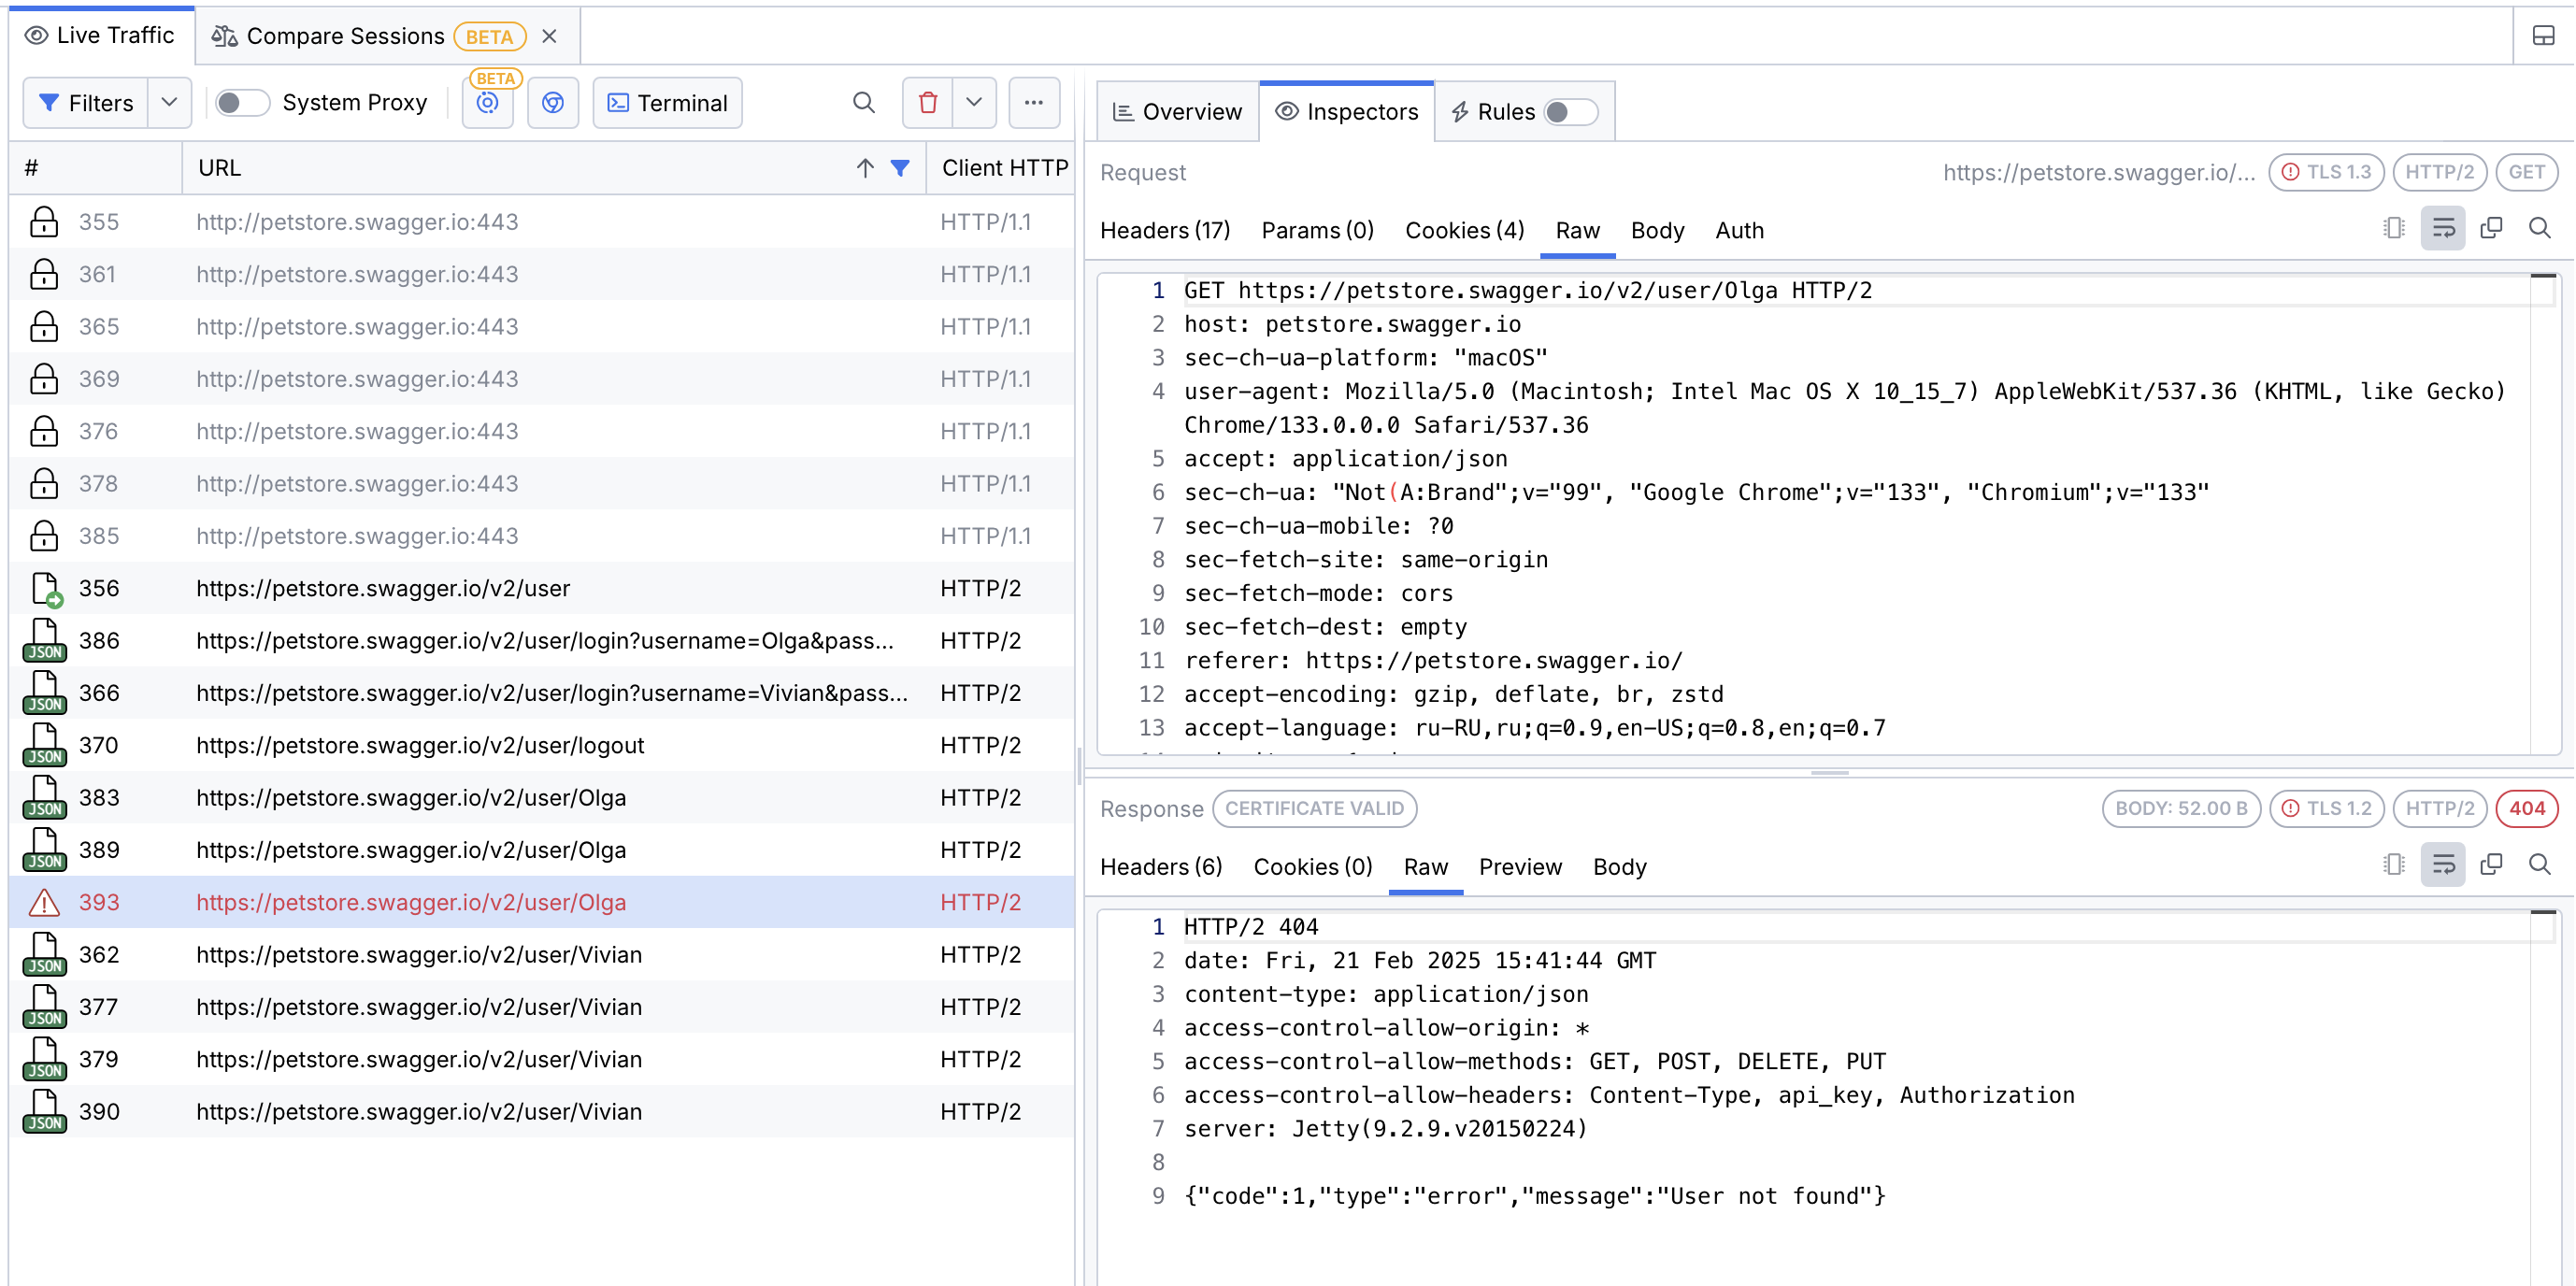 Live Traffic
Compare Sessions BETA
Filters
System Proxy
BETA
Terminal
# URL Client HTTP
355 http://petstore.swagger.io:443 HTTP/1.1
361 http://petstore.swagger.io:443 HTTP/1.1
365 http://petstore.swagger.io:443 HTTP/1.1
369 http://petstore.swagger.io:443 HTTP/1.1
376 http://petstore.swagger.io:443 HTTP/1.1
378 http://petstore.swagger.io:443 HTTP/1.1
385 http://petstore.swagger.io:443 HTTP/1.1
356 https://petstore.swagger.io/v2/user HTTP/2
JSON 386 https://petstore.swagger.io/v2/user/login?username=Olga&pass... HTTP/2
JSON 366 https://petstore.swagger.io/v2/user/login?username=Vivian&pass... HTTP/2
JSON 370 https://petstore.swagger.io/v2/user/logout HTTP/2
JSON 383 https://petstore.swagger.io/v2/user/Olga HTTP/2
JSON 389 https://petstore.swagger.io/v2/user/Olga HTTP/2
393 https://petstore.swagger.io/v2/user/Olga HTTP/2
JSON 362 https://petstore.swagger.io/v2/user/Vivian HTTP/2
JSON 377 https://petstore.swagger.io/v2/user/Vivian HTTP/2
JSON 379 https://petstore.swagger.io/v2/user/Vivian HTTP/2
JSON 390 https://petstore.swagger.io/v2/user/Vivian HTTP/2
Overview Inspectors Rules
Request https://petstore.swagger.io/... TLS 1.3 HTTP/2 GET
Headers (17) Params (0) Cookies (4) Raw Body Auth
1 GET https://petstore.swagger.io/v2/user/Olga HTTP/2
2 host: petstore.swagger.io
3 sec-ch-ua-platform: "macOS"
4 user-agent: Mozilla/5.0 (Macintosh; Intel Mac OS X 10_15_7) AppleWebKit/537.36 (KHTML, like Gecko)
Chrome/133.0.0.0 Safari/537.36
5 accept: application/json
6 sec-ch-ua: "Not(A:Brand";v="99", "Google Chrome";v="133", "Chromium";v="133"
7 sec-ch-ua-mobile: ?0
8 sec-fetch-site: same-origin
9 sec-fetch-mode: cors
10 sec-fetch-dest: empty
11 referer: https://petstore.swagger.io/
12 accept-encoding: gzip, deflate, br, zstd
13 accept-language: ru-RU,ru;q=0.9,en-US;q=0.8,en;q=0.7
Response CERTIFICATE VALID BODY: 52.00 B TLS 1.2 HTTP/2 404
Headers (6) Cookies (0) Raw Preview Body
1 HTTP/2 404
2 date: Fri, 21 Feb 2025 15:41:44 GMT
3 content-type: application/json
4 access-control-allow-origin: *
5 access-control-allow-methods: GET, POST, DELETE, PUT
6 access-control-allow-headers: Content-Type, api_key, Authorization
7 server: Jetty(9.2.9.v20150224)
8
9 {"code":1,"type":"error","message":"User not found"}